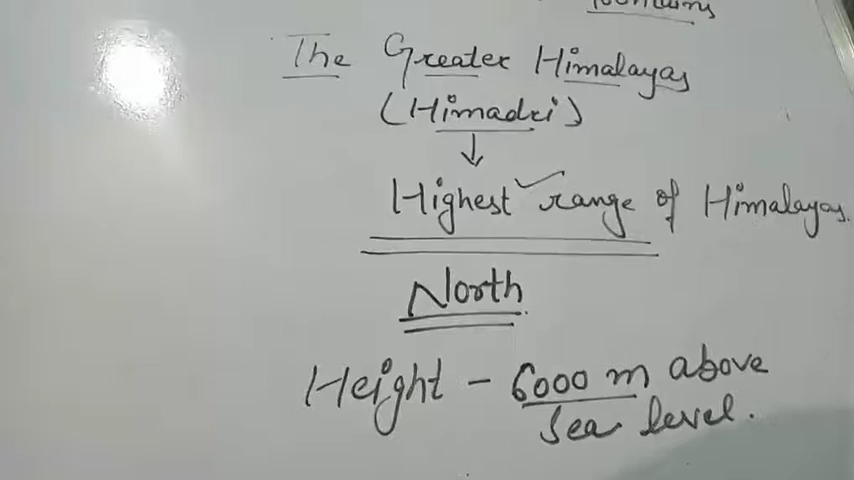 The Greater Himalayas
(Himadri)
Highest range of Himalayas.
North
Height - 6000 m above
sea level.